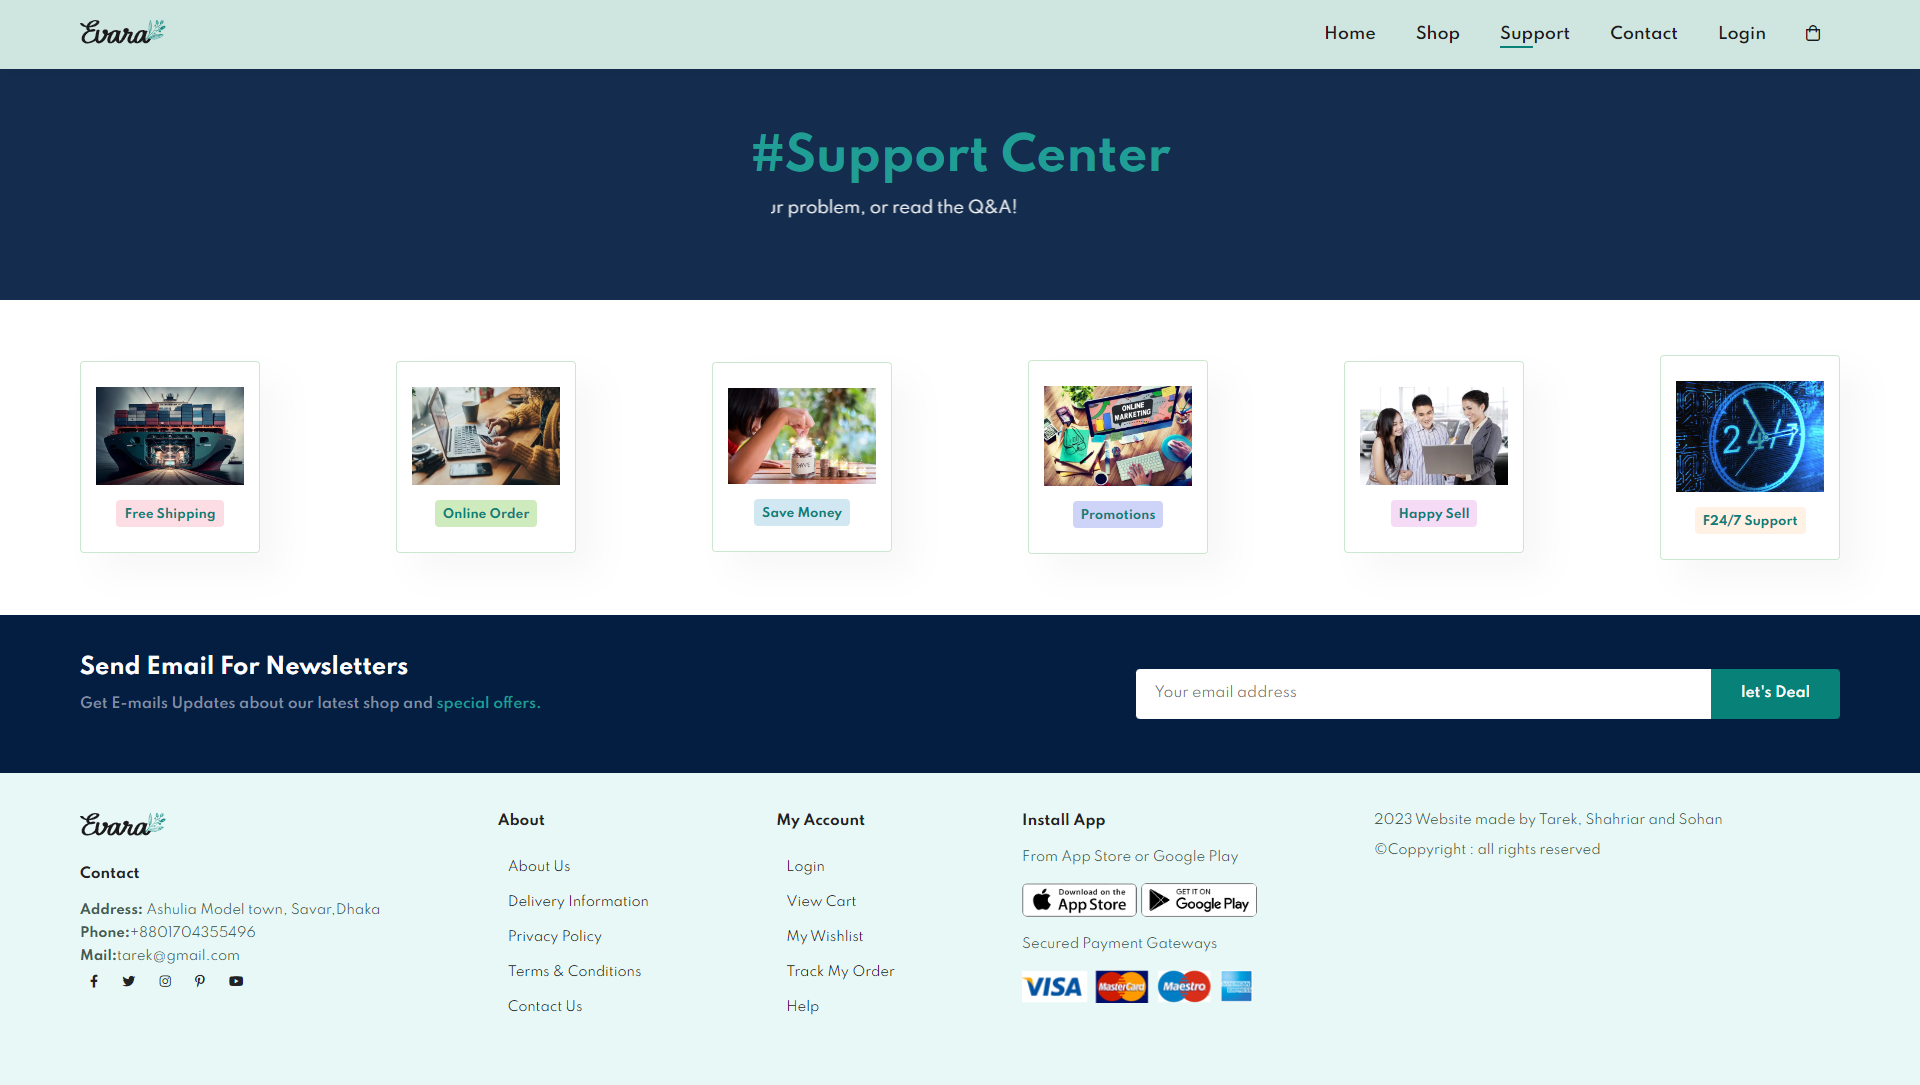 Evara
Home
Shop
Support
Contact
Login
#Support Center
problem, or read the Q&A!
ONLINE MARKETING
SAVE
24/7
Free Shipping
Online Order
Save Money
Promotions
Happy Sell
F24/7 Support
Send Email For Newsletters
Get E-mails Updates about our latest shop and special offers.
Your email address
let's Deal
Evara
Contact
Address: Ashulia Model town, Savar,Dhaka
Phone:+8801704355496
Mail:tarek@gmail.com
About
About Us
Delivery Information
Privacy Policy
Terms & Conditions
Contact Us
My Account
Login
View Cart
My Wishlist
Track My Order
Help
Install App
From App Store or Google Play
Download on the
App Store
GET IT ON
Google Play
Secured Payment Gateways
VISA
MasterCard
Maestro
AMERICAN EXPRESS
2023 Website made by Tarek, Shahriar and Sohan
©Coppyright : all rights reserved